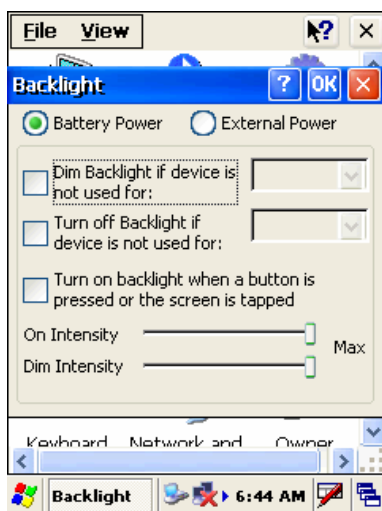 File View ?
Backlight ? OK
Battery Power External Power
Dim Backlight if device is
not used for:
Turn off Backlight if
device is not used for:
Turn on backlight when a button is
pressed or the screen is tapped
On Intensity
Max
Dim Intensity
Keyboard Network and Owner
Backlight 6:44 AM